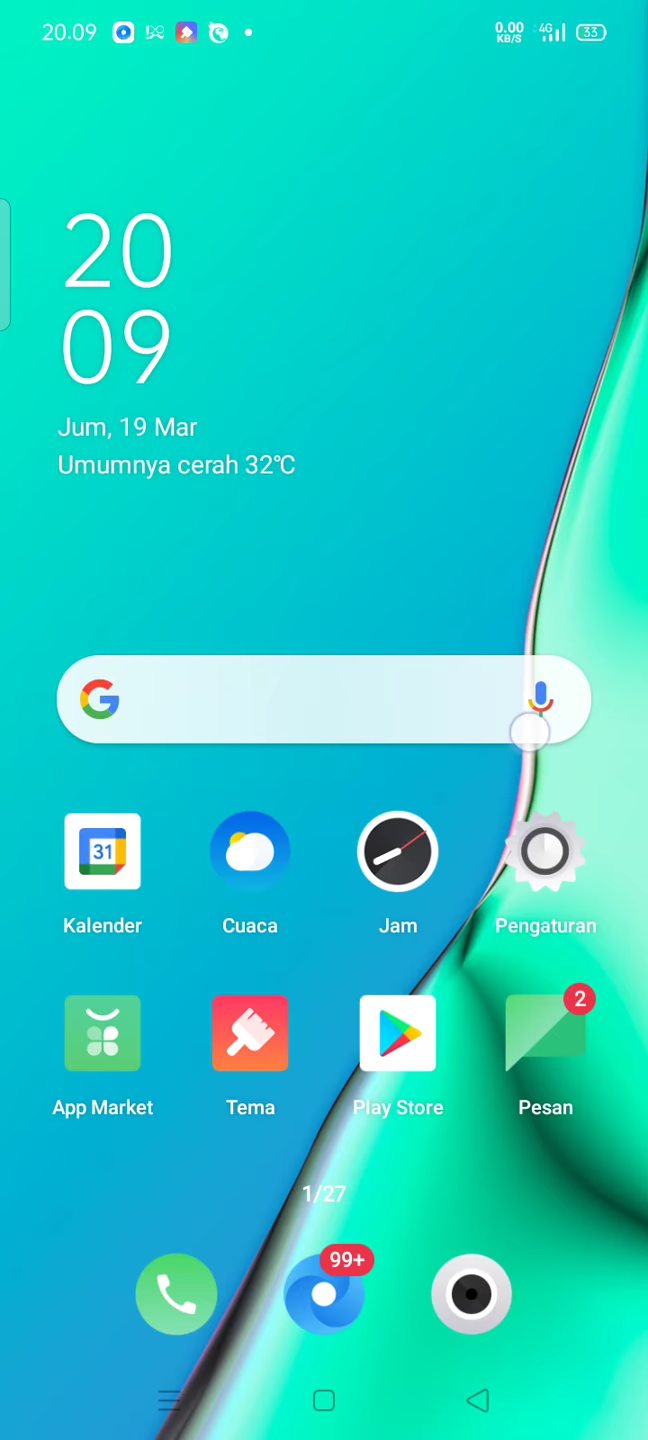 20.09
0.00
KB/S
4G
33
20
09
Jum, 19 Mar
Umumnya cerah 32°C
31
Kalender
Cuaca
Jam
Pengaturan
2
App Market
Tema
Play Store
Pesan
1/27
99+